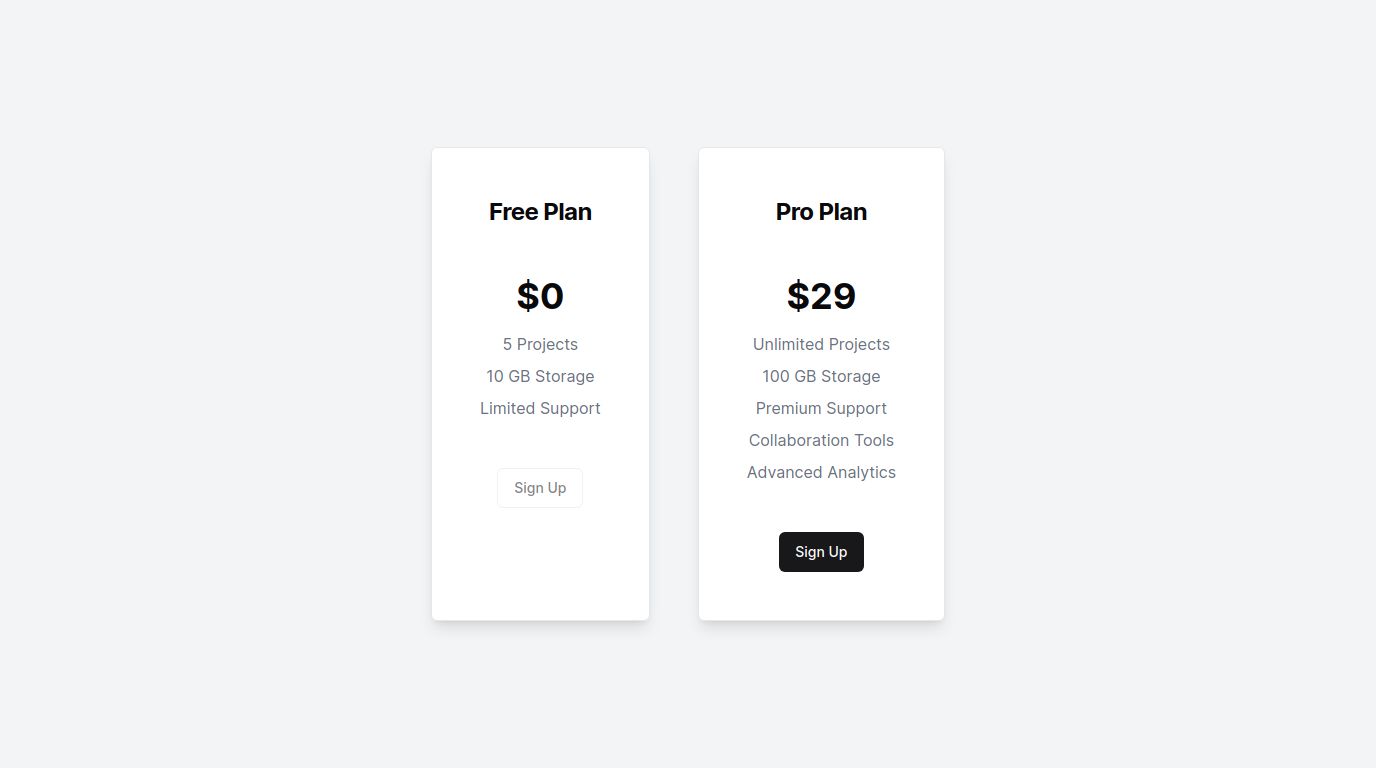 Free Plan
$0
5 Projects
10 GB Storage
Limited Support
Sign Up
Pro Plan
$29
Unlimited Projects
100 GB Storage
Premium Support
Collaboration Tools
Advanced Analytics
Sign Up